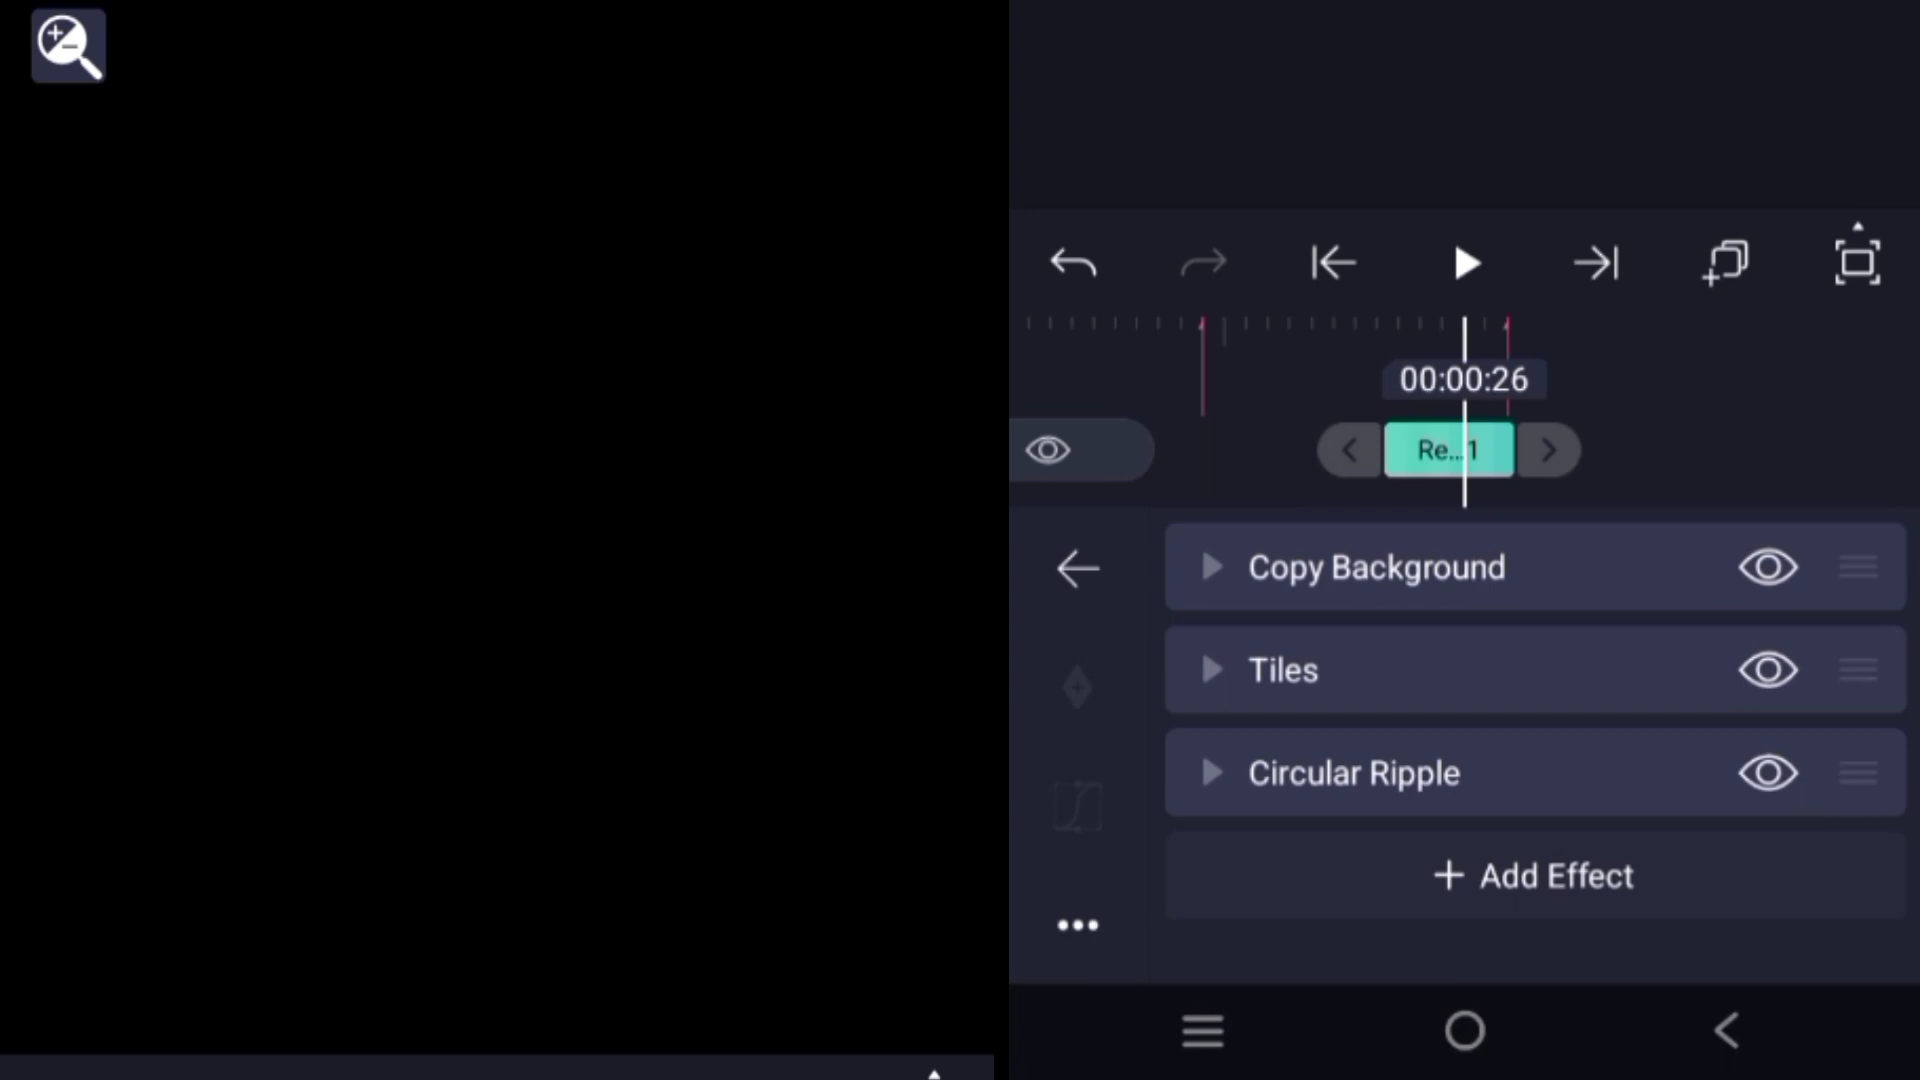 00:00:26
Re...1
Copy Background
Tiles
Circular Ripple
+ Add Effect